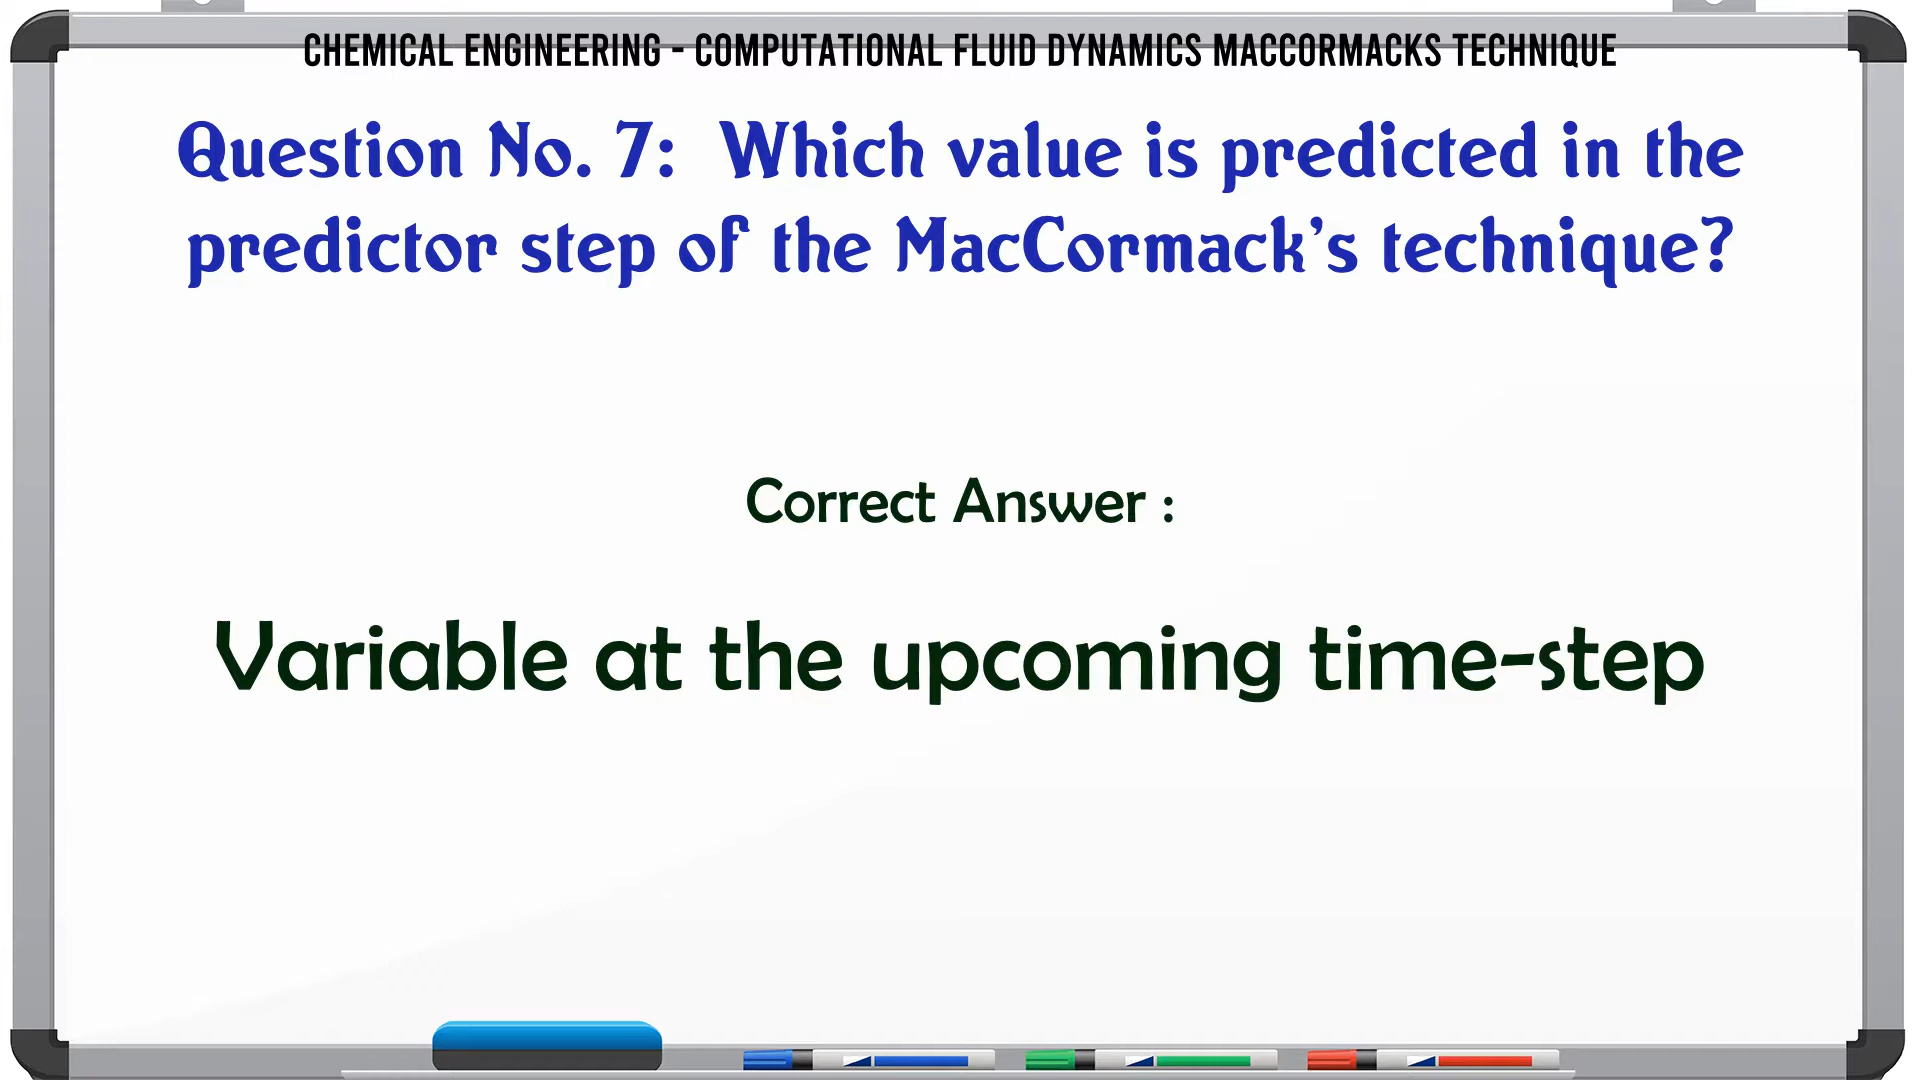 CHEMICAL ENGINEERING - COMPUTATIONAL FLUID DYNAMICS MACCORMACKS TECHNIQUE
Question No. 7: Which value is predicted in the
predictor step of the MacCormack’s technique?
Correct Answer :
Variable at the upcoming time-step